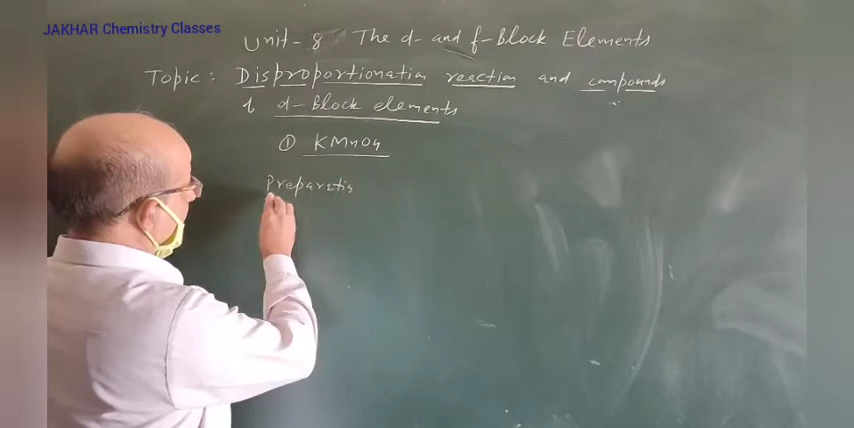 JAKHAR Chemistry Classes
Unit-8 The d- and f-Block Elements
Topic: Disproportionation reaction and compounds
of d-Block elements
① KMnO4